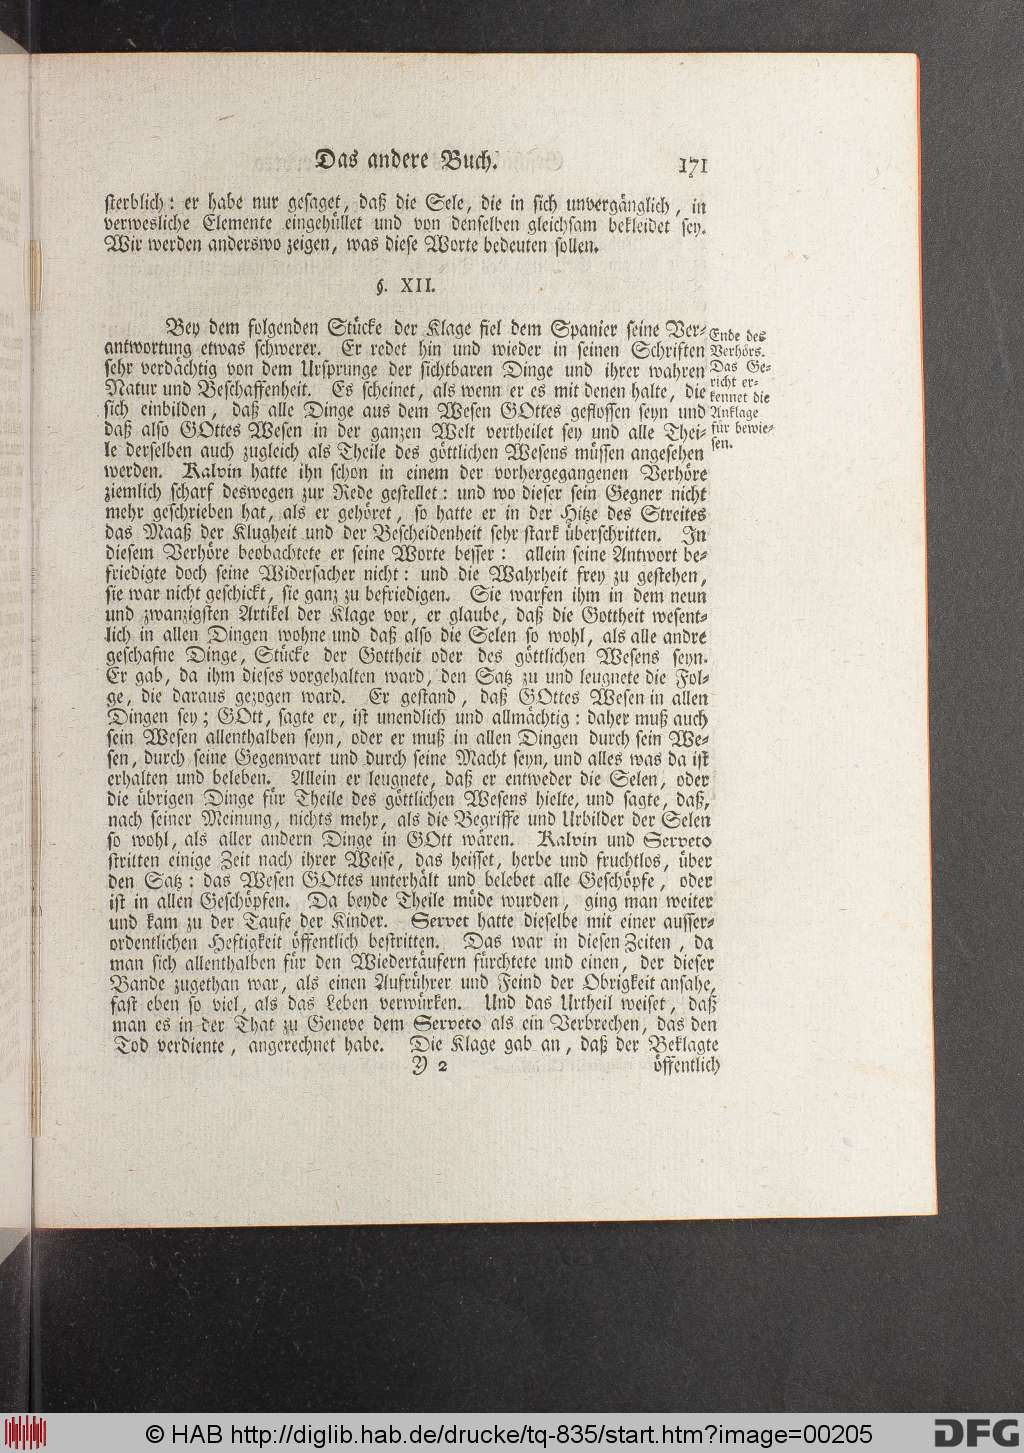 Das andere Buch. 171
sterblich: er habe nur gesaget, daß die Sele, die in sich unvergänglich, in
verwesliche Elemente eingehüllet und von denselben gleichsam bekleidet sey.
Wir werden anderswo zeigen, was diese Worte bedeuten sollen.
§. XII.
Bey dem folgenden Stücke der Klage fiel dem Spanier seine Ver-
antwortung etwas schwerer. Er redet hin und wieder in seinen Schriften
sehr verdächtig von dem Ursprunge der sichtbaren Dinge und ihrer wahren
Natur und Beschaffenheit. Es scheinet, als wenn er es mit denen halte, die
sich einbilden, daß alle Dinge aus dem Wesen GOttes geflossen seyn und
daß also GOttes Wesen in der ganzen Welt vertheilet sey und alle Thei-
le derselben auch zugleich als Theile des göttlichen Wesens müssen angesehen
werden. Kalvin hatte ihn schon in einem der vorhergegangenen Verhöre
ziemlich scharf deswegen zur Rede gestellet: und wo dieser sein Gegner nicht
mehr geschrieben hat, als er gehöret, so hatte er in der Hitze des Streites
das Maaß der Klugheit und der Bescheidenheit sehr stark überschritten. In
diesem Verhöre beobachtete er seine Worte besser: allein seine Antwort be-
friedigte doch seine Widersacher nicht: und die Wahrheit frey zu gestehen,
sie war nicht geschickt, sie ganz zu befriedigen. Sie warfen ihm in dem neun
und zwanzigsten Artikel der Klage vor, er glaube, daß die Gottheit wesent-
lich in allen Dingen wohne und daß also die Selen so wohl, als alle andre
geschafne Dinge, Stücke der Gottheit oder des göttlichen Wesens seyn.
Er gab, da ihm dieses vorgehalten ward, den Satz zu und leugnete die Fol-
ge, die daraus gezogen ward. Er gestand, daß GOttes Wesen in allen
Dingen sey; GOtt, sagte er, ist unendlich und allmächtig: daher muß auch
sein Wesen allenthalben seyn, oder er muß in allen Dingen durch sein We-
sen, durch seine Gegenwart und durch seine Macht seyn, und alles was da ist
erhalten und beleben. Allein er leugnete, daß er entweder die Selen, oder
die übrigen Dinge für Theile des göttlichen Wesens hielte, und sagte, daß,
nach seiner Meinung, nichts mehr, als die Begriffe und Urbilder der Selen
so wohl, als aller andern Dinge in GOtt wären. Kalvin und Serveto
stritten einige Zeit nach ihrer Weise, das heisset, herbe und fruchtlos, über
den Satz: das Wesen GOttes unterhält und belebet alle Geschöpfe, oder
ist in allen Geschöpfen. Da beyde Theile müde wurden, ging man weiter
und kam zu der Taufe der Kinder. Servet hatte dieselbe mit einer ausser-
ordentlichen Heftigkeit öffentlich bestritten. Das war in diesen Zeiten, da
man sich allenthalben für den Wiedertäufern fürchtete und einen, der dieser
Bande zugethan war, als einen Aufrührer und Feind der Obrigkeit ansahe,
fast eben so viel, als das Leben verwürken. Und das Urtheil weiset, daß
man es in der That zu Geneve dem Serveto als ein Verbrechen, das den
Tod verdiente, angerechnet habe. Die Klage gab an, daß der Beklagte
Y 2 öffentlich
Ende des
Verhörs.
Das Ge-
richt er-
kennet die
Anklage
für bewie-
sen.
© HAB http://diglib.hab.de/drucke/tq-835/start.htm?image=00205
DFG